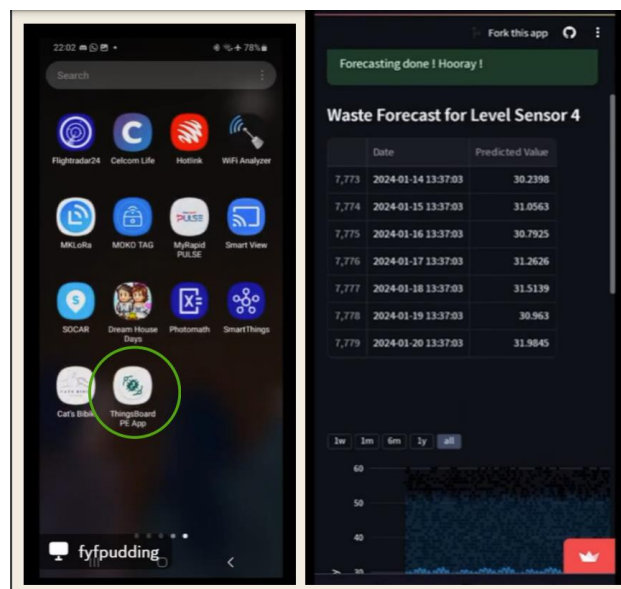 22:02
78%
Search
Flightradar24 Celcom Life Hotlink WiFi Analyzer
MKLoRa MOKO TAG MyRapid PULSE Smart View
SOCAR Dream House Days Photomath SmartThings
Cat's Bibik ThingsBoard PE App
fyfpudding
Fork this app
Forecasting done ! Hooray !
Waste Forecast for Level Sensor 4
Date Predicted Value
7,773 2024-01-14 13:37:03 30.2398
7,774 2024-01-15 13:37:03 31.0563
7,775 2024-01-16 13:37:03 30.7925
7,776 2024-01-17 13:37:03 31.2626
7,777 2024-01-18 13:37:03 31.5139
7,778 2024-01-19 13:37:03 30.963
7,779 2024-01-20 13:37:03 31.9845
1w 1m 6m 1y all
60
50
40
30